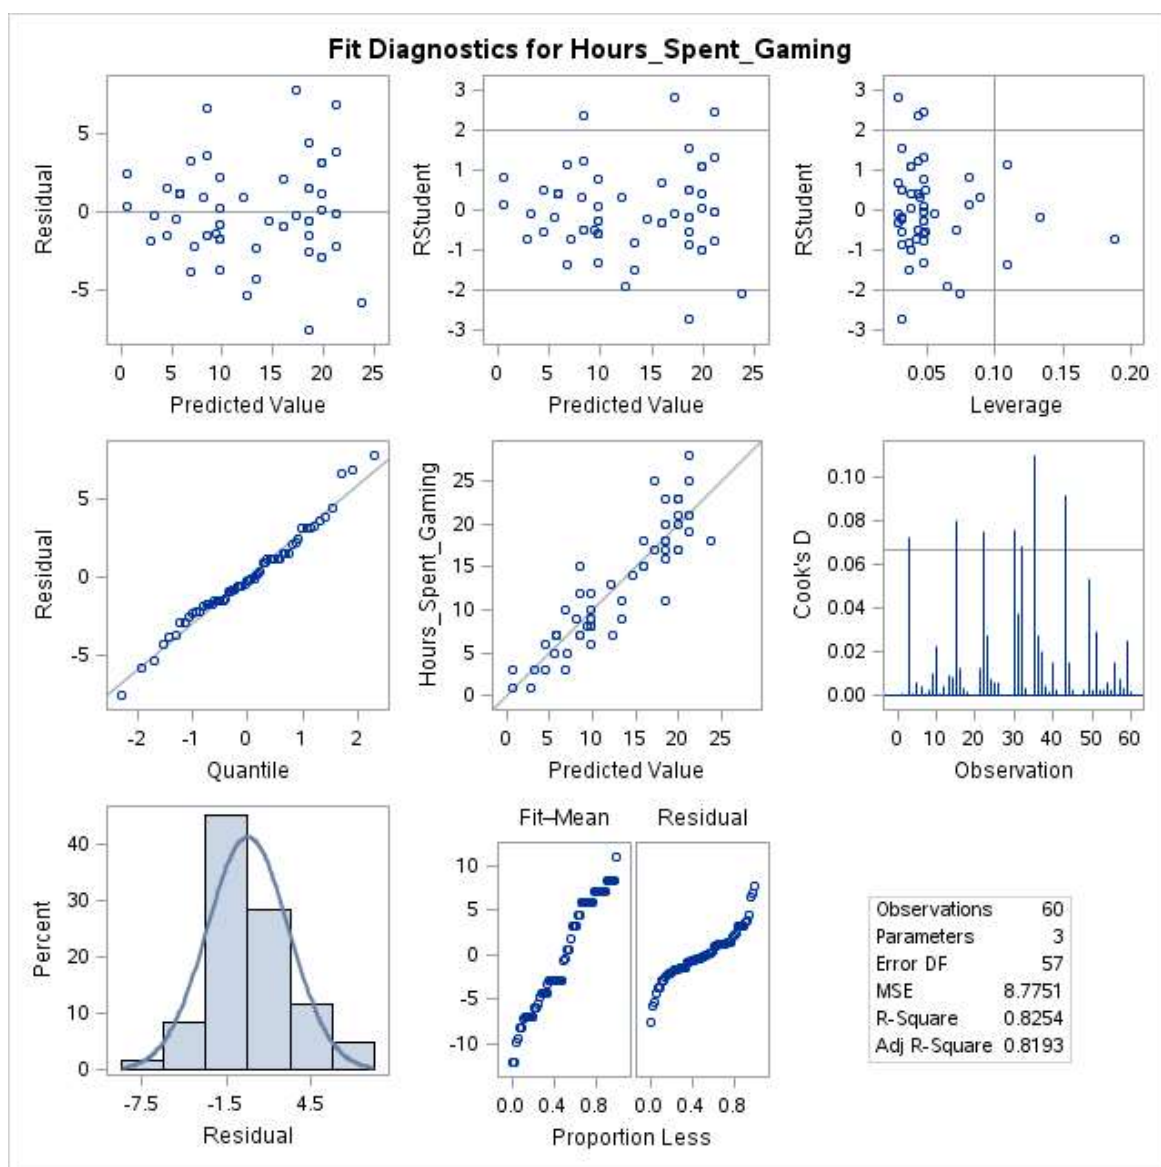 Fit Diagnostics for Hours_Spent_Gaming
Residual
5
0
-5
0 5 10 15 20 25
Predicted Value
RStudent
3
2
1
0
-1
-2
-3
0 5 10 15 20 25
Predicted Value
RStudent
3
2
1
0
-1
-2
-3
0.05 0.10 0.15 0.20
Leverage
Residual
5
0
-5
-2 -1 0 1 2
Quantile
Hours_Spent_Gaming
25
20
15
10
5
0
0 5 10 15 20 25
Predicted Value
Cook's D
0.10
0.08
0.06
0.04
0.02
0.00
0 10 20 30 40 50 60
Observation
Percent
40
30
20
10
0
-7.5 -1.5 4.5
Residual
Fit–Mean Residual
10
5
0
-5
-10
0.0 0.4 0.8 0.0 0.4 0.8
Proportion Less
Observations 60
Parameters 3
Error DF 57
MSE 8.7751
R-Square 0.8254
Adj R-Square 0.8193